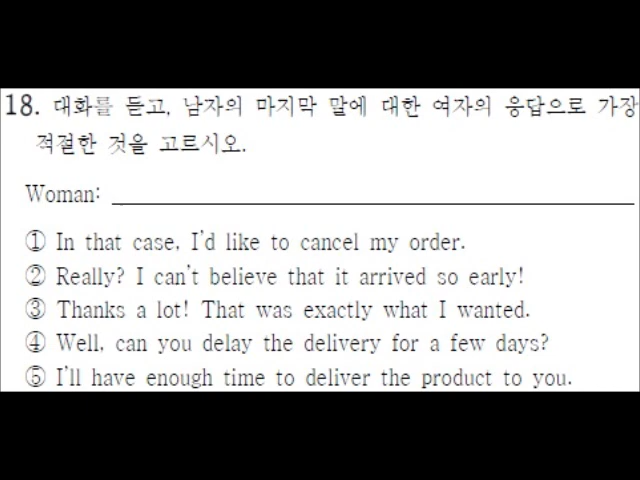 18. 대화를 듣고, 남자의 마지막 말에 대한 여자의 응답으로 가장
적절한 것을 고르시오.
Woman:
① In that case, I'd like to cancel my order.
② Really? I can't believe that it arrived so early!
③ Thanks a lot! That was exactly what I wanted.
④ Well, can you delay the delivery for a few days?
⑤ I'll have enough time to deliver the product to you.